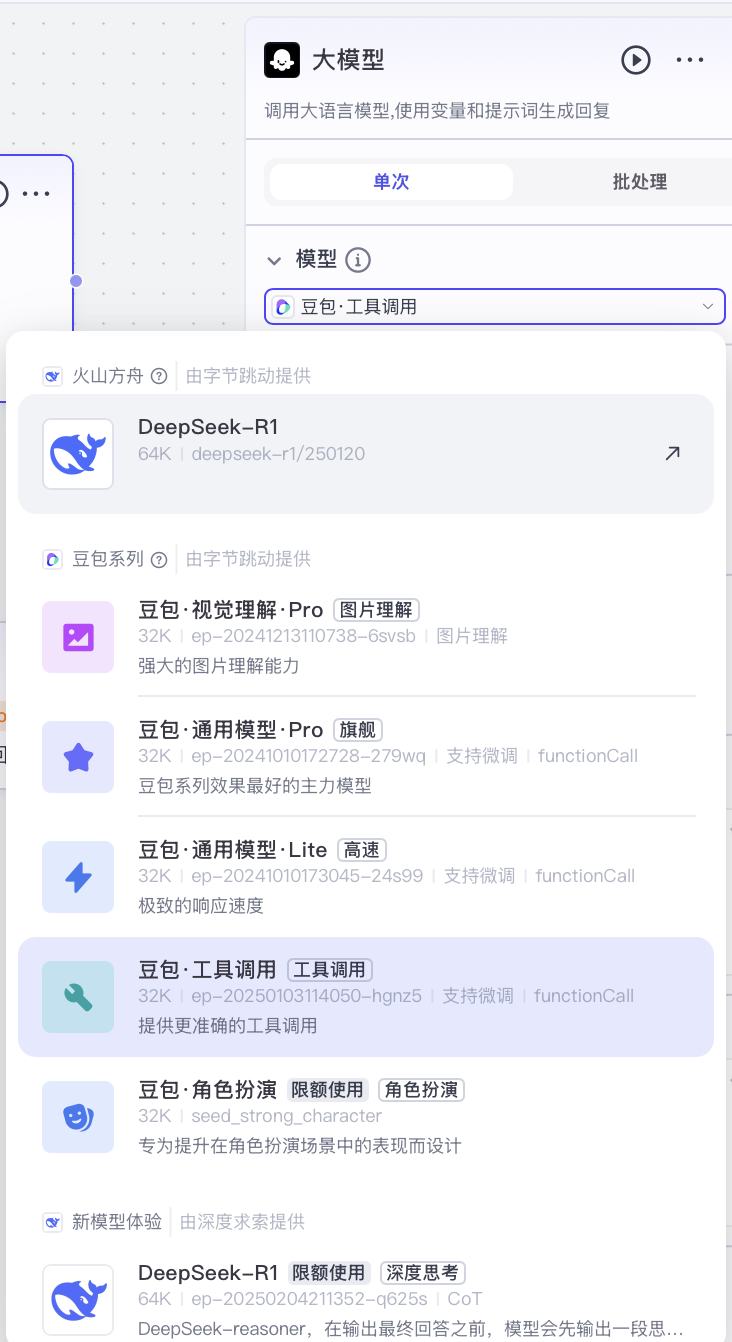 大模型
调用大语言模型,使用变量和提示词生成回复
单次 批处理
模型
豆包·工具调用
火山方舟 由字节跳动提供
DeepSeek-R1
64K deepseek-r1/250120
豆包系列 由字节跳动提供
豆包·视觉理解·Pro 图片理解
32K ep-20241213110738-6svsb 图片理解
强大的图片理解能力
豆包·通用模型·Pro 旗舰
32K ep-20241010172728-279wq 支持微调 functionCall
豆包系列效果最好的主力模型
豆包·通用模型·Lite 高速
32K ep-20241010173045-24s99 支持微调 functionCall
极致的响应速度
豆包·工具调用 工具调用
32K ep-20250103114050-hgnz5 支持微调 functionCall
提供更准确的工具调用
豆包·角色扮演 限额使用 角色扮演
32K seed_strong_character
专为提升在角色扮演场景中的表现而设计
新模型体验 由深度求索提供
DeepSeek-R1 限额使用 深度思考
64K ep-20250204211352-q625s CoT
DeepSeek-reasoner，在输出最终回答之前，模型会先输出一段思...